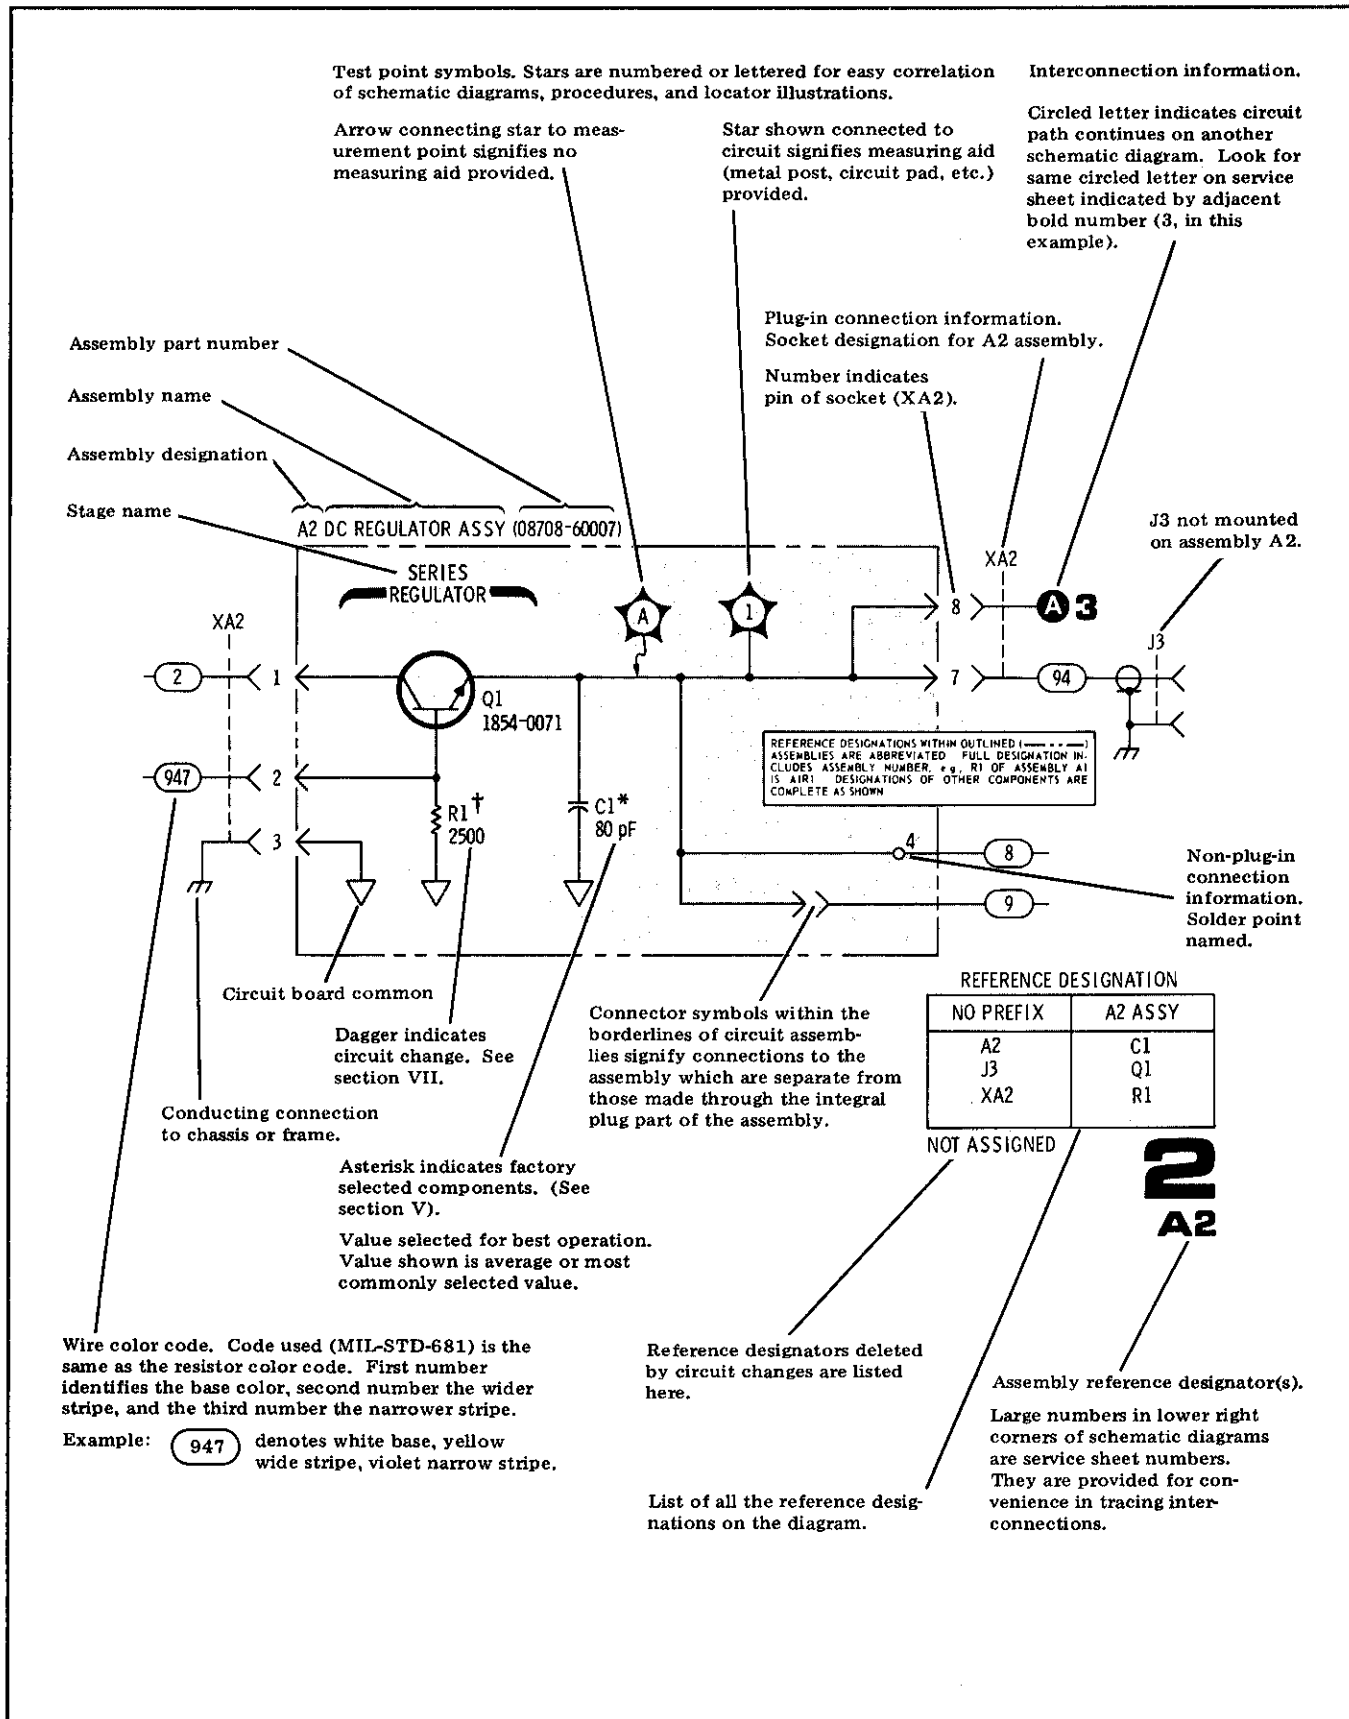 Test point symbols. Stars are numbered or lettered for easy correlation
of schematic diagrams, procedures, and locator illustrations.
Arrow connecting star to meas-
urement point signifies no
measuring aid provided.
Star shown connected to
circuit signifies measuring aid
(metal post, circuit pad, etc.)
provided.
Interconnection information.
Circled letter indicates circuit
path continues on another
schematic diagram. Look for
same circled letter on service
sheet indicated by adjacent
bold number (3, in this
example).
Plug-in connection information.
Socket designation for A2 assembly.
Number indicates
pin of socket (XA2).
Assembly part number
Assembly name
Assembly designation
Stage name
A2 DC REGULATOR ASSY (08708-60007)
J3 not mounted
on assembly A2.
SERIES
REGULATOR
A
1
8
XA2
A 3
XA2
J3
2
1
Q1
1854-0071
7
94
REFERENCE DESIGNATIONS WITHIN OUTLINED (—— - - ——)
ASSEMBLIES ARE ABBREVIATED FULL DESIGNATION IN-
CLUDES ASSEMBLY NUMBER, e g, R1 OF ASSEMBLY A1
IS A1R1 DESIGNATIONS OF OTHER COMPONENTS ARE
COMPLETE AS SHOWN
947
2
R1†
2500
C1*
80 pF
3
4
8
9
Non-plug-in
connection
information.
Solder point
named.
Circuit board common
Dagger indicates
circuit change. See
section VII.
Conducting connection
to chassis or frame.
Connector symbols within the
borderlines of circuit assemb-
lies signify connections to the
assembly which are separate from
those made through the integral
plug part of the assembly.
REFERENCE DESIGNATION
NO PREFIX A2 ASSY
A2 C1
J3 Q1
XA2 R1
NOT ASSIGNED
2
A2
Asterisk indicates factory
selected components. (See
section V).
Value selected for best operation.
Value shown is average or most
commonly selected value.
Wire color code. Code used (MIL-STD-681) is the
same as the resistor color code. First number
identifies the base color, second number the wider
stripe, and the third number the narrower stripe.
Example: 947 denotes white base, yellow
wide stripe, violet narrow stripe.
Reference designators deleted
by circuit changes are listed
here.
List of all the reference desig-
nations on the diagram.
Assembly reference designator(s).
Large numbers in lower right
corners of schematic diagrams
are service sheet numbers.
They are provided for con-
venience in tracing inter-
connections.